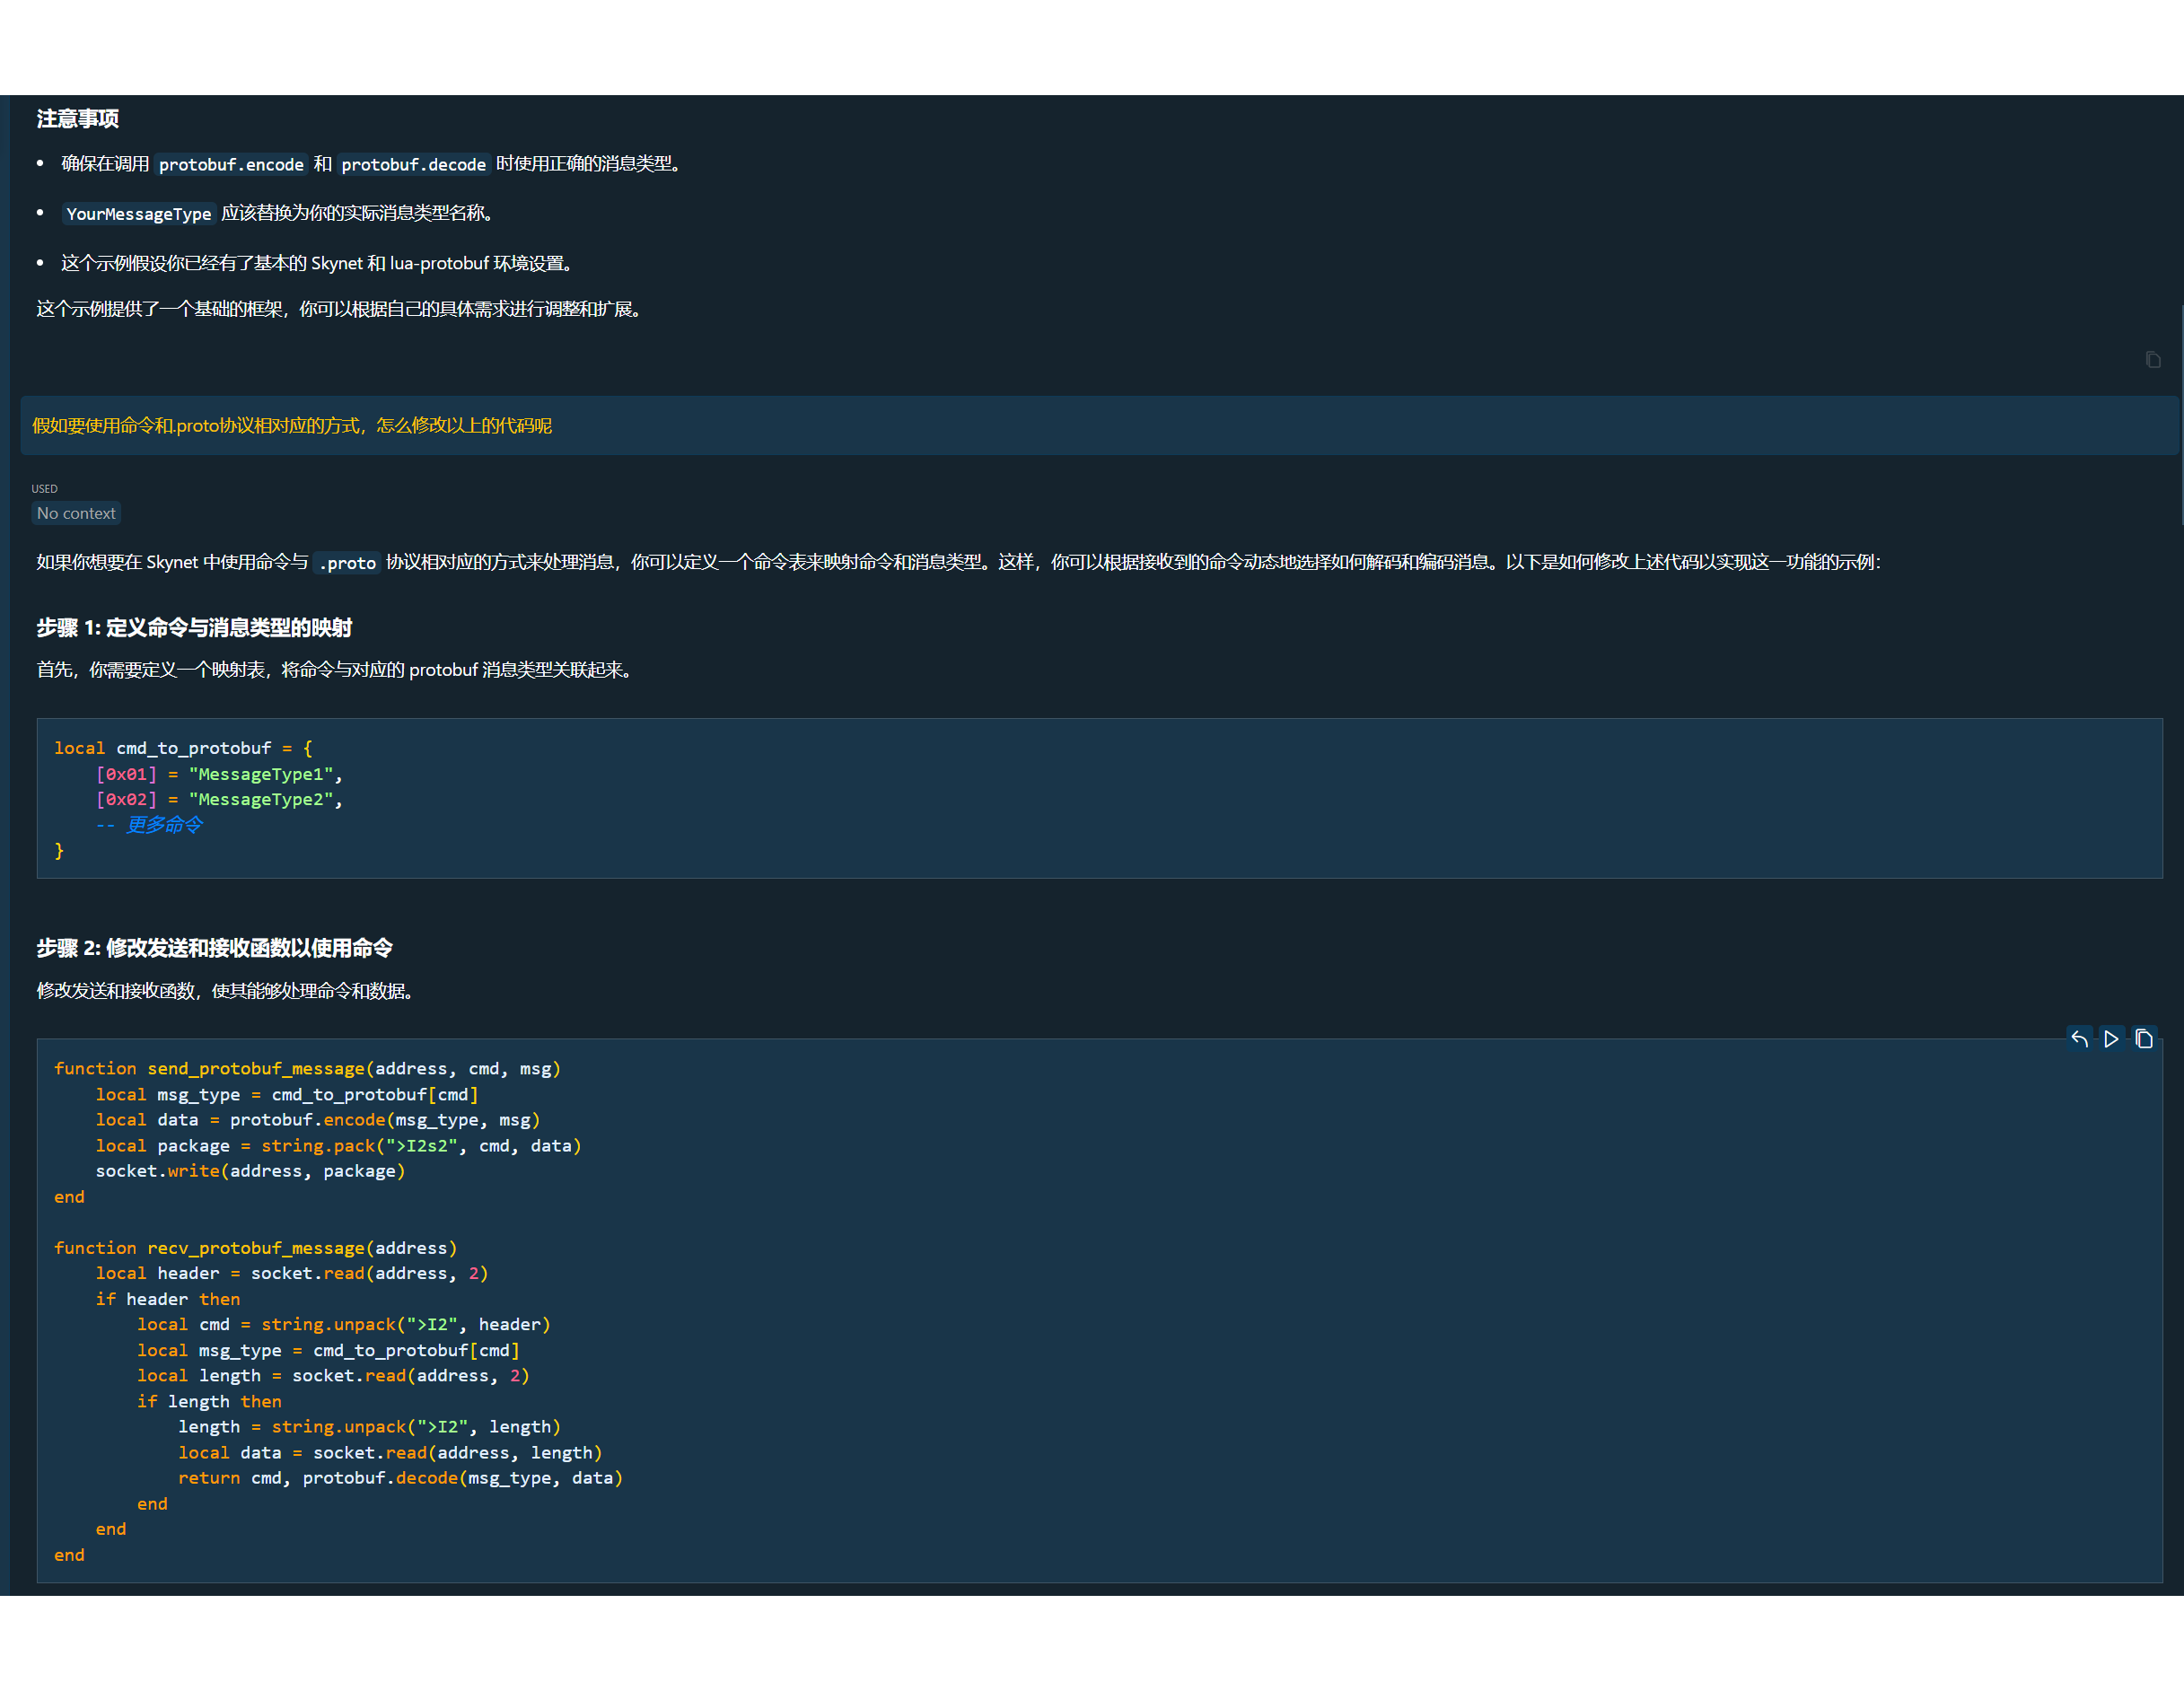 注意事项
• 确保在调用 protobuf.encode 和 protobuf.decode 时使用正确的消息类型。
• YourMessageType 应该替换为你的实际消息类型名称。
• 这个示例假设你已经有了基本的 Skynet 和 lua-protobuf 环境设置。
这个示例提供了一个基础的框架，你可以根据自己的具体需求进行调整和扩展。
假如要使用命令和.proto协议相对应的方式，怎么修改以上的代码呢
USED
No context
如果你想要在 Skynet 中使用命令与 .proto 协议相对应的方式来处理消息，你可以定义一个命令表来映射命令和消息类型。这样，你可以根据接收到的命令动态地选择如何解码和编码消息。以下是如何修改上述代码以实现这一功能的示例：
步骤 1: 定义命令与消息类型的映射
首先，你需要定义一个映射表，将命令与对应的 protobuf 消息类型关联起来。
local cmd_to_protobuf = {
    [0x01] = "MessageType1",
    [0x02] = "MessageType2",
    -- 更多命令
}
步骤 2: 修改发送和接收函数以使用命令
修改发送和接收函数，使其能够处理命令和数据。
function send_protobuf_message(address, cmd, msg)
    local msg_type = cmd_to_protobuf[cmd]
    local data = protobuf.encode(msg_type, msg)
    local package = string.pack(">I2s2", cmd, data)
    socket.write(address, package)
end
function recv_protobuf_message(address)
    local header = socket.read(address, 2)
    if header then
        local cmd = string.unpack(">I2", header)
        local msg_type = cmd_to_protobuf[cmd]
        local length = socket.read(address, 2)
        if length then
            length = string.unpack(">I2", length)
            local data = socket.read(address, length)
            return cmd, protobuf.decode(msg_type, data)
        end
    end
end